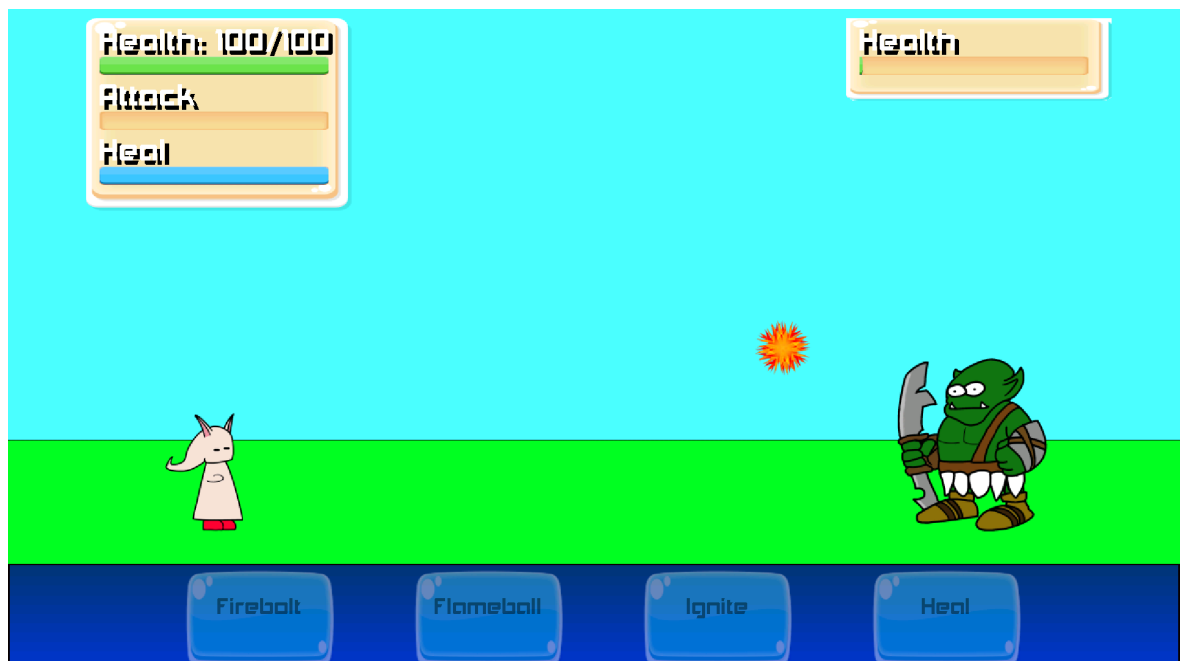 Health: 100/100
Attack
Heal
Health
Firebolt
Flameball
Ignite
Heal